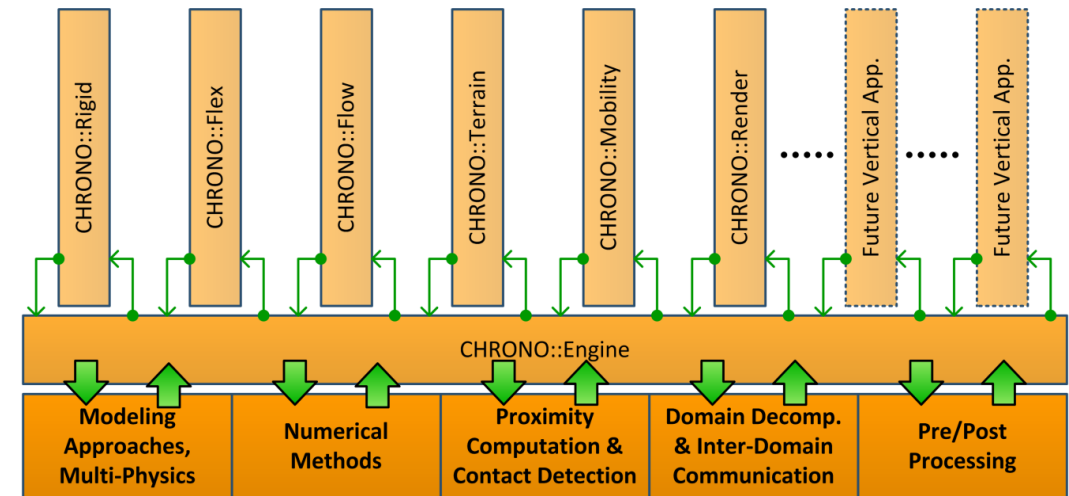 CHRONO::Rigid
CHRONO::Flex
CHRONO::Flow
CHRONO::Terrain
CHRONO::Mobility
CHRONO::Render
Future Vertical App.
Future Vertical App.
CHRONO::Engine
Modeling
Approaches,
Multi-Physics
Numerical
Methods
Proximity
Computation &
Contact Detection
Domain Decomp.
& Inter-Domain
Communication
Pre/Post
Processing